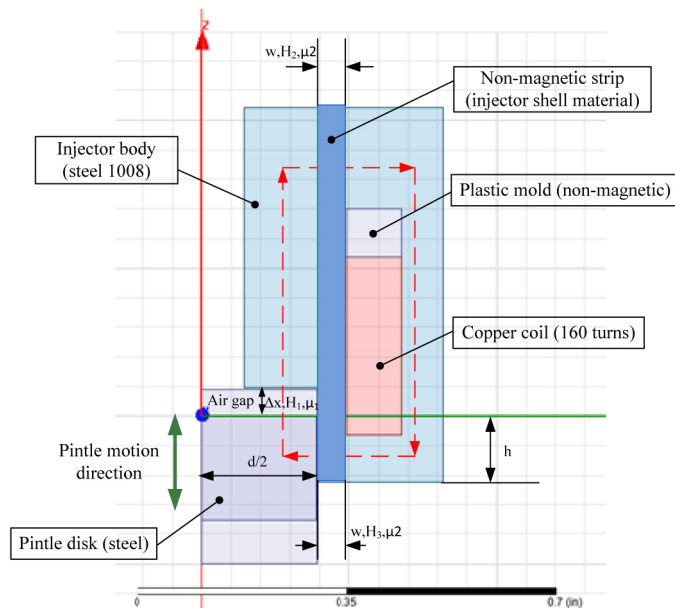 2
w,H₂,μ2
Non-magnetic strip
(injector shell material)
Injector body
(steel 1008)
Plastic mold (non-magnetic)
Copper coil (160 turns)
Air gap
Δx,H₁,μ₁
Pintle motion
direction
d/2
h
Pintle disk (steel)
w,H₃,μ2
0
0.35
0.7 (in)